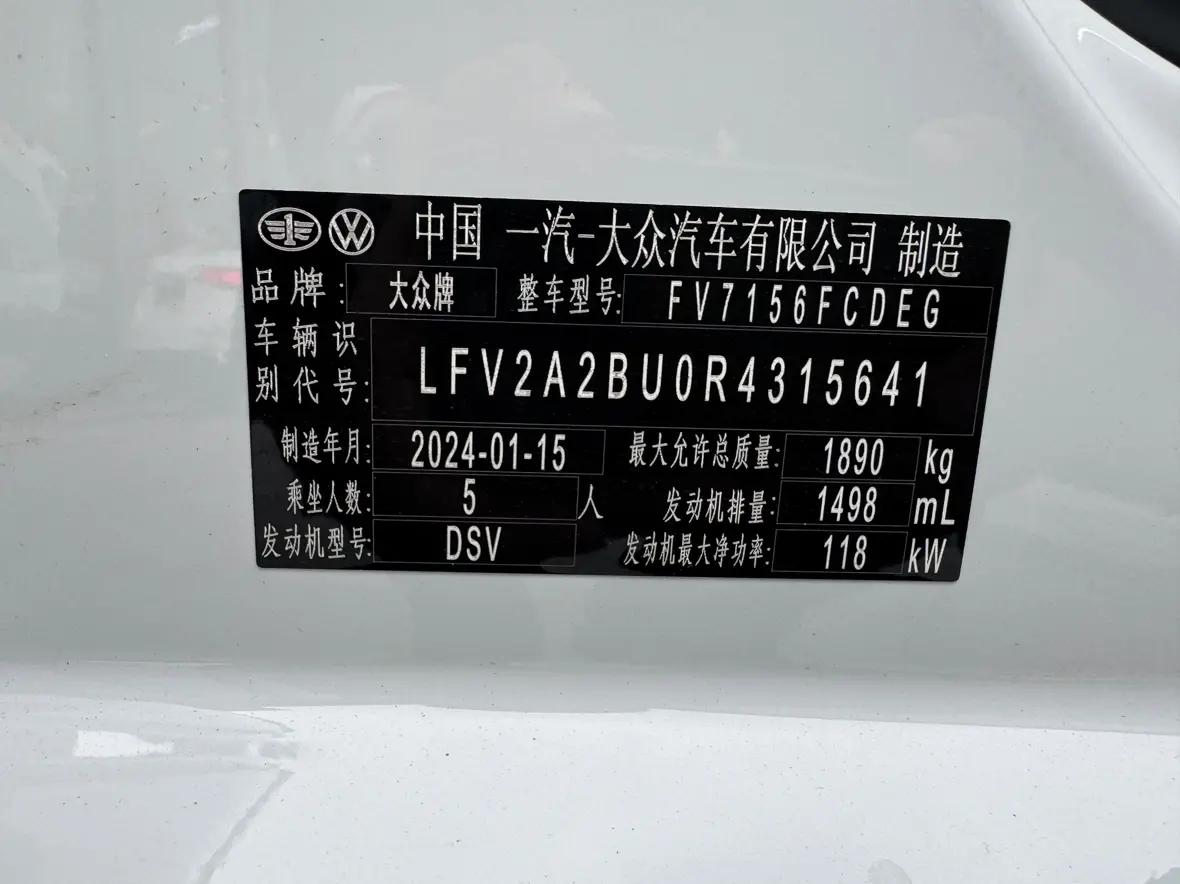 中国 一汽-大众汽车有限公司 制造
品牌: 大众牌 整车型号: FV7156FCDEG
车辆识别代号: LFV2A2BU0R4315641
制造年月: 2024-01-15 最大允许总质量: 1890 kg
乘坐人数: 5 人 发动机排量: 1498 mL
发动机型号: DSV 发动机最大净功率: 118 kW